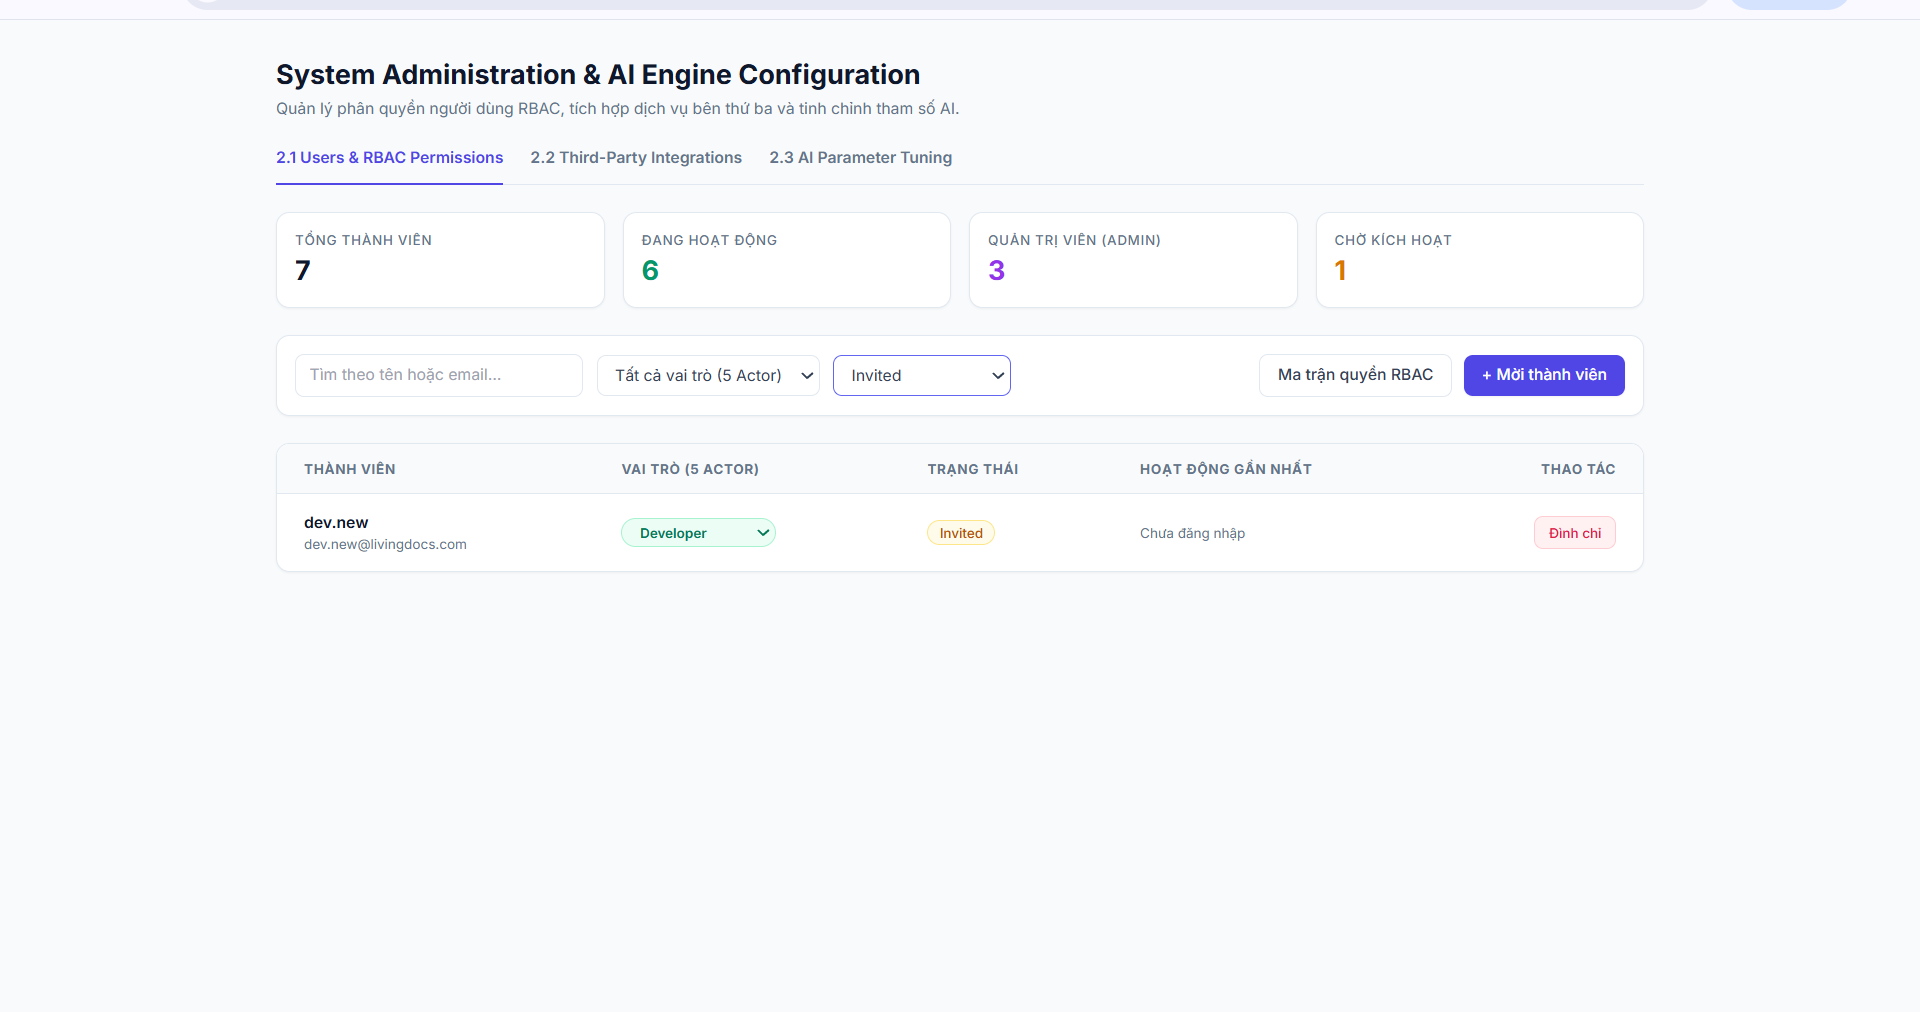 System Administration & AI Engine Configuration
Quản lý phân quyền người dùng RBAC, tích hợp dịch vụ bên thứ ba và tinh chỉnh tham số AI.
2.1 Users & RBAC Permissions 2.2 Third-Party Integrations 2.3 AI Parameter Tuning
TỔNG THÀNH VIÊN ĐANG HOẠT ĐỘNG QUẢN TRỊ VIÊN (ADMIN) CHỜ KÍCH HOẠT
7 6 3 1
Tìm theo tên hoặc email... Tất cả vai trò (5 Actor) Invited Ma trận quyền RBAC + Mời thành viên
THÀNH VIÊN VAI TRÒ (5 ACTOR) TRẠNG THÁI HOẠT ĐỘNG GẦN NHẤT THAO TÁC
dev.new
dev.new@livingdocs.com
Developer Invited Chưa đăng nhập Đình chỉ